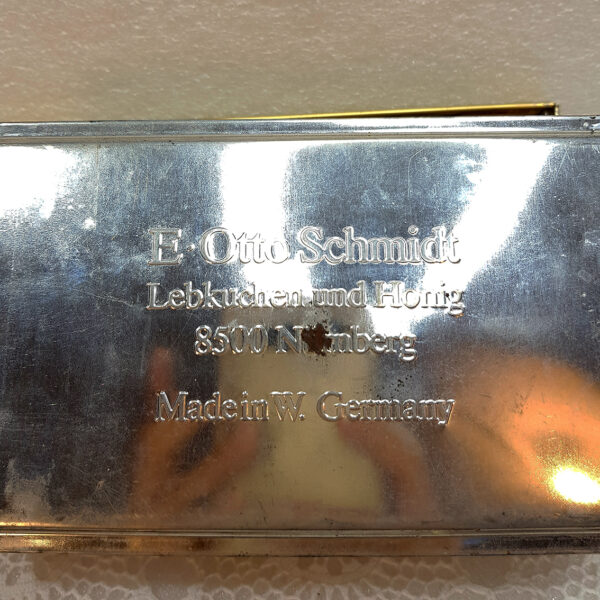 E·Otto Schmidt
Lebkuchen und Honig
8500
Made in W. Germany